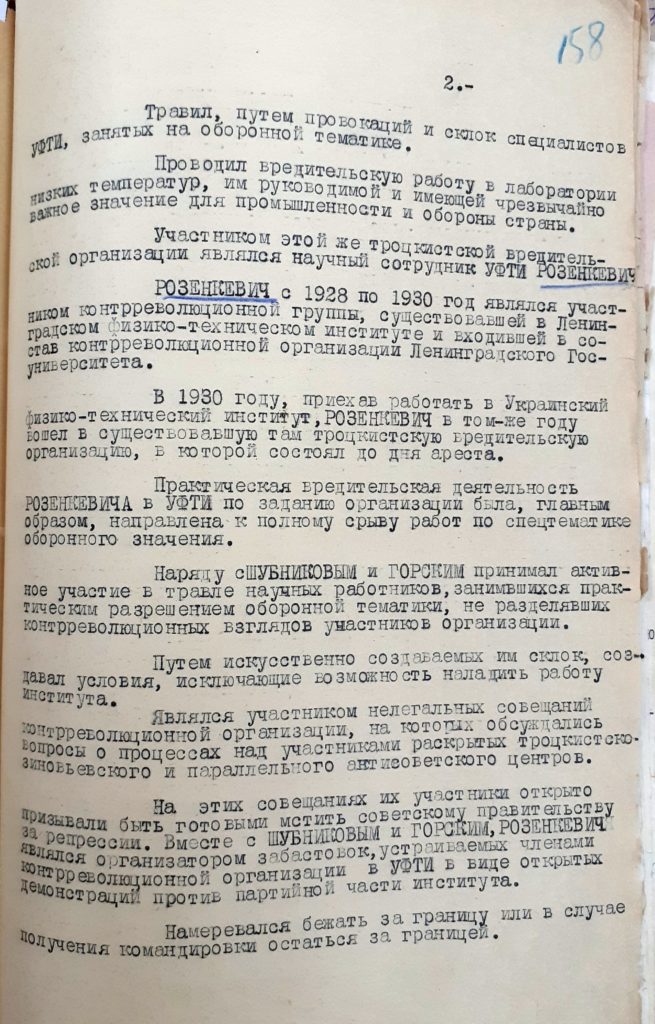 158
2.-
Травил, путем провокаций и склок специалистов
УФТИ, занятых на оборонной тематике.
Проводил вредительскую работу в лаборатории
низких температур, им руководимой и имеющей чрезвычайно
важное значение для промышленности и обороны страны.
Участником этой же троцкистской вредитель-
ской организации являлся научный сотрудник УФТИ РОЗЕНКЕВИЧ
РОЗЕНКЕВИЧ с 1928 по 1930 год являлся участ-
ником контрреволюционной группы, существовавшей в Ленин-
градском физико-техническом институте и входившей в со-
став контрреволюционной организации Ленинградского Гос-
университета.
В 1930 году, приехав работать в Украинский
физико-технический институт, РОЗЕНКЕВИЧ в том-же году
вошел в существовавшую там троцкистскую вредительскую
организацию, в которой состоял до дня ареста.
Практическая вредительская деятельность
РОЗЕНКЕВИЧА в УФТИ по заданию организации была, главным
образом, направлена к полному срыву работ по спецтематике
оборонного значения.
Наряду сШУБНИКОВЫМ и ГОРСКИМ принимал актив-
ное участие в травле научных работников, занимвшихся прак-
тическим разрешением оборонной тематики, не разделявших
контрреволюционных взглядов участников организации.
Путем искусственно создаваемых им склок, соз-
давал условия, исключающие возможность наладить работу
института.
Являлся участником нелегальных совещаний
контрреволюционной организации, на которых обсуждались
вопросы о процессах над участниками раскрытых троцкистско-
зиновьевского и параллельного антисоветского центров.
На этих совещаниях их участники открыто
призывали быть готовыми мстить советскому правительству
за репрессии. Вместе с ШУБНИКОВЫМ и ГОРСКИМ, РОЗЕНКЕВИЧ
являлся организатором забастовок, устраиваемых членами
контрреволюционной организации в УФТИ в виде открытых
демонстраций против партийной части института.
Намеревался бежать за границу или в случае
получения командировки остаться за границей.